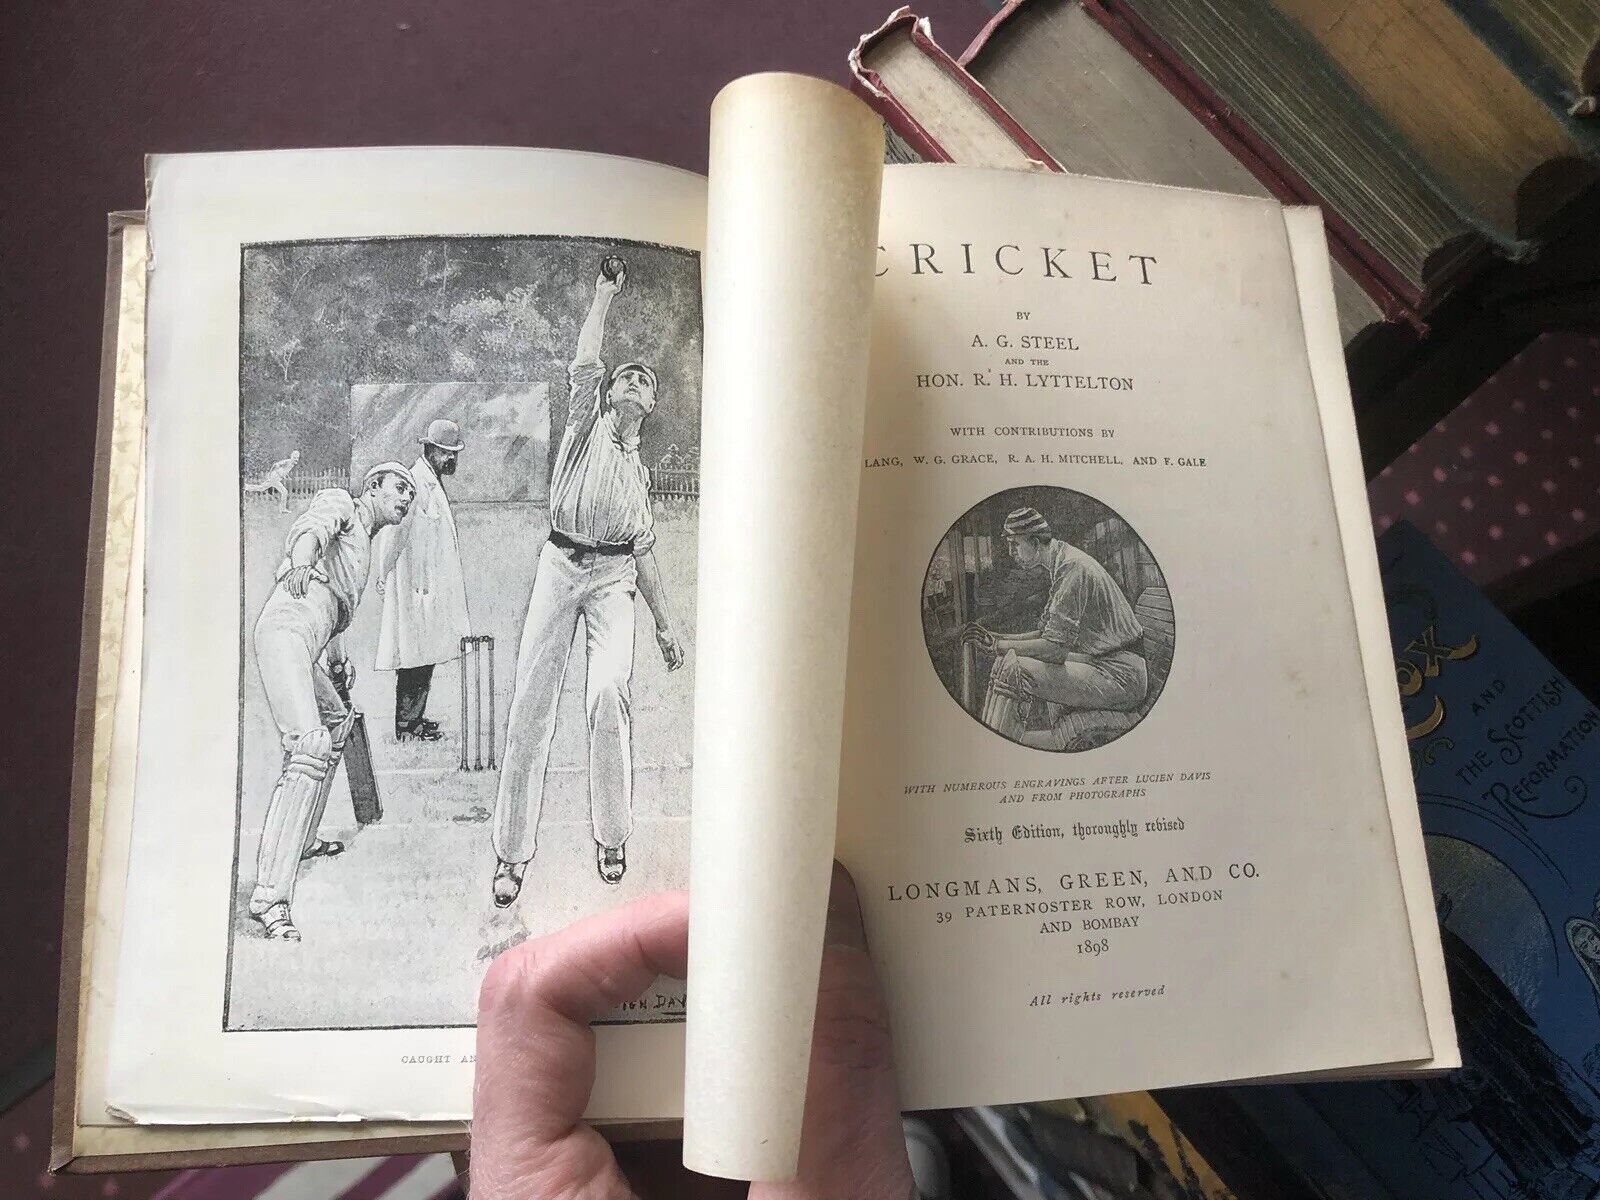 CAUGHT AN
CRICKET
BY
A. G. STEEL
AND THE
HON. R. H. LYTTELTON
WITH CONTRIBUTIONS BY
LANG, W. G. GRACE, R. A. H. MITCHELL, AND F. GALE
WITH NUMEROUS ENGRAVINGS AFTER LUCIEN DAVIS
AND FROM PHOTOGRAPHS
Sixth Edition, thoroughly revised
LONGMANS, GREEN, AND CO.
39 PATERNOSTER ROW, LONDON
AND BOMBAY
1898
All rights reserved
AND
THE SCOTTISH
REFORMATION